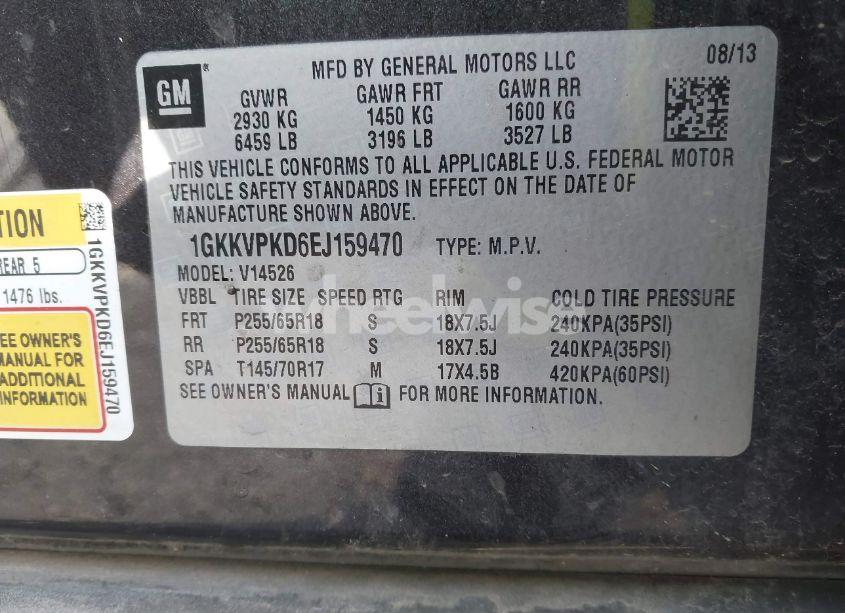 08/13
MFD BY GENERAL MOTORS LLC
GM
GVWR GAWR FRT GAWR RR
2930 KG 1450 KG 1600 KG
6459 LB 3196 LB 3527 LB
THIS VEHICLE CONFORMS TO ALL APPLICABLE U.S. FEDERAL MOTOR
VEHICLE SAFETY STANDARDS IN EFFECT ON THE DATE OF
MANUFACTURE SHOWN ABOVE.
1GKKVPKD6EJ159470 TYPE: M.P.V.
MODEL: V14526
VBBL TIRE SIZE SPEED RTG RIM COLD TIRE PRESSURE
FRT P255/65R18 S 18X7.5J 240KPA(35PSI)
RR P255/65R18 S 18X7.5J 240KPA(35PSI)
SPA T145/70R17 M 17X4.5B 420KPA(60PSI)
SEE OWNER'S MANUAL FOR MORE INFORMATION.
TION
REAR 5
1476 lbs.
EE OWNER'S
MANUAL FOR
ADDITIONAL
INFORMATION
1GKKVPKD6EJ159470
wheelwise